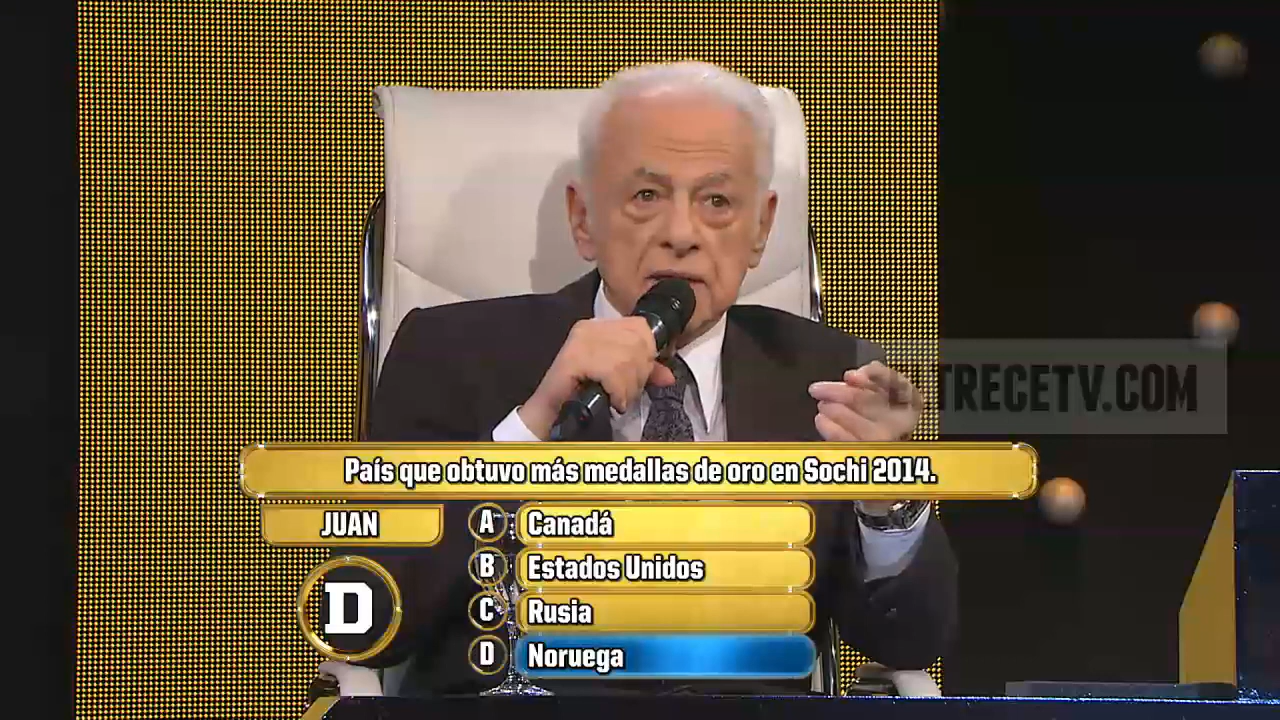 TRECETV.COM
País que obtuvo más medallas de oro en Sochi 2014.
JUAN
D
A Canadá
B Estados Unidos
C Rusia
D Noruega